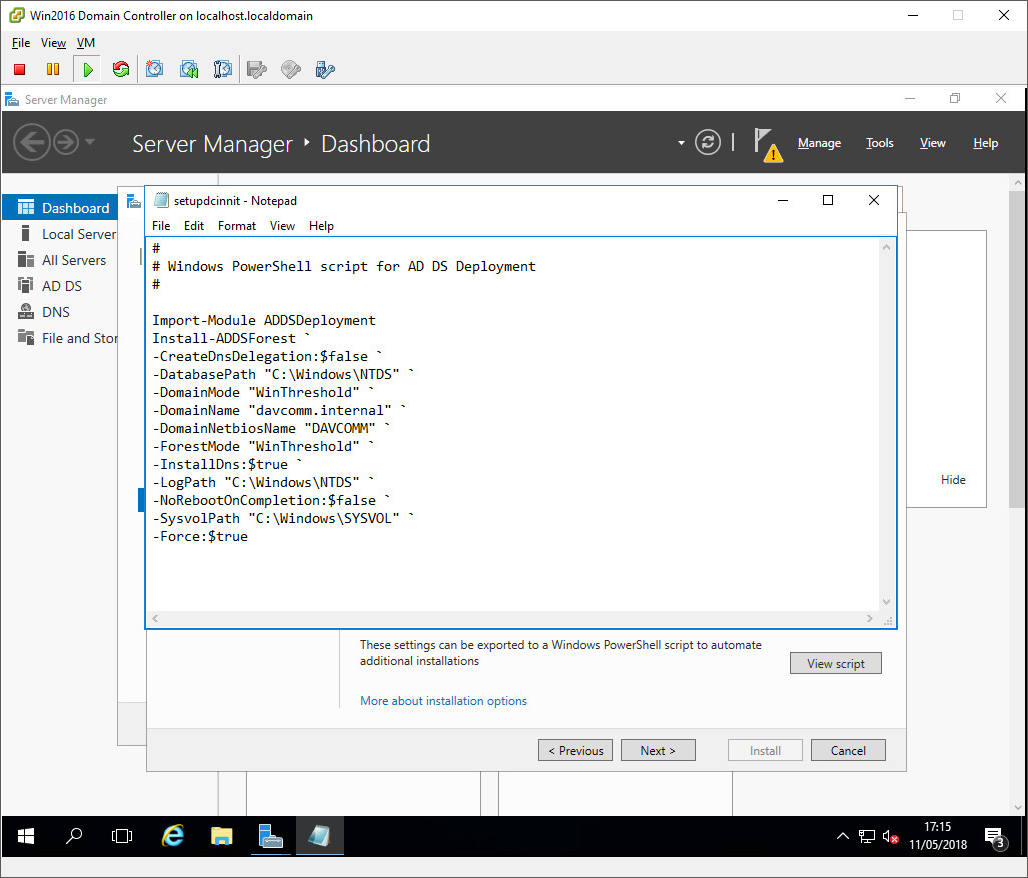 Win2016 Domain Controller on localhost.localdomain
File View VM
Server Manager
Server Manager ‣ Dashboard
Manage Tools View Help
Dashboard
Local Server
All Servers
AD DS
DNS
File and Stor
setupdcinnit - Notepad
File Edit Format View Help
#
# Windows PowerShell script for AD DS Deployment
#
Import-Module ADDSDeployment
Install-ADDSForest `
-CreateDnsDelegation:$false `
-DatabasePath "C:\Windows\NTDS" `
-DomainMode "WinThreshold" `
-DomainName "davcomm.internal" `
-DomainNetbiosName "DAVCOMM" `
-ForestMode "WinThreshold" `
-InstallDns:$true `
-LogPath "C:\Windows\NTDS" `
-NoRebootOnCompletion:$false `
-SysvolPath "C:\Windows\SYSVOL" `
-Force:$true
Hide
These settings can be exported to a Windows PowerShell script to automate
additional installations
View script
More about installation options
< Previous Next > Install Cancel
17:15
11/05/2018
3